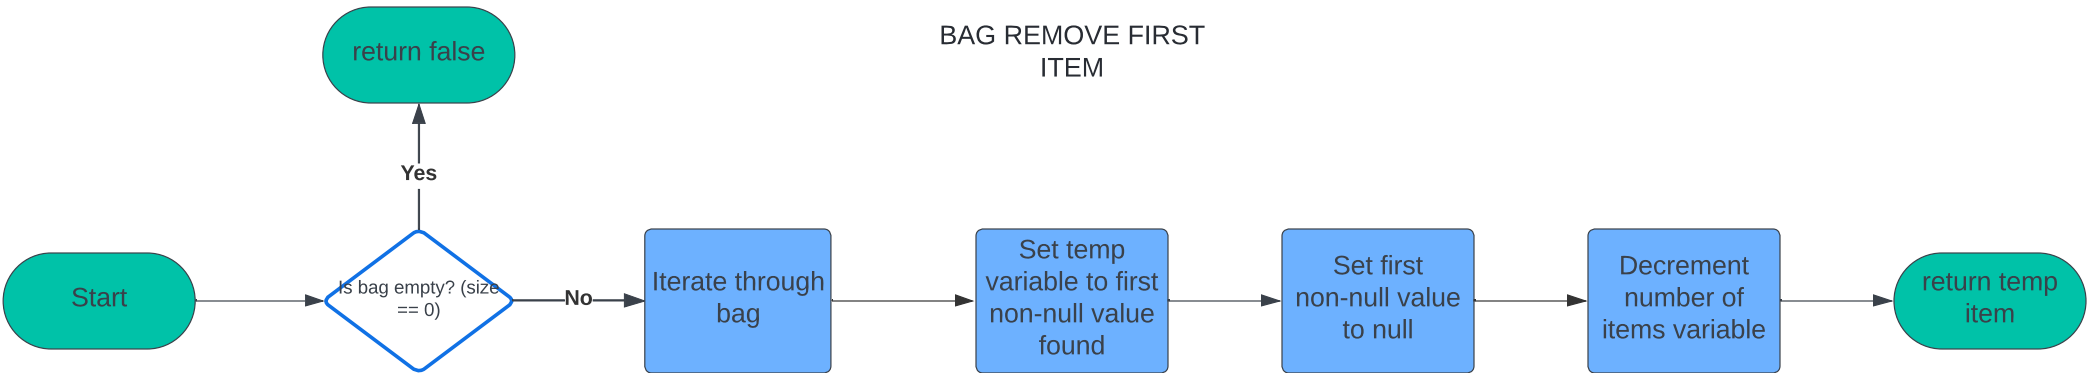 BAG REMOVE FIRST
ITEM
return false
Yes
Start
Is bag empty? (size
== 0)
No
Iterate through
bag
Set temp
variable to first
non-null value
found
Set first
non-null value
to null
Decrement
number of
items variable
return temp
item